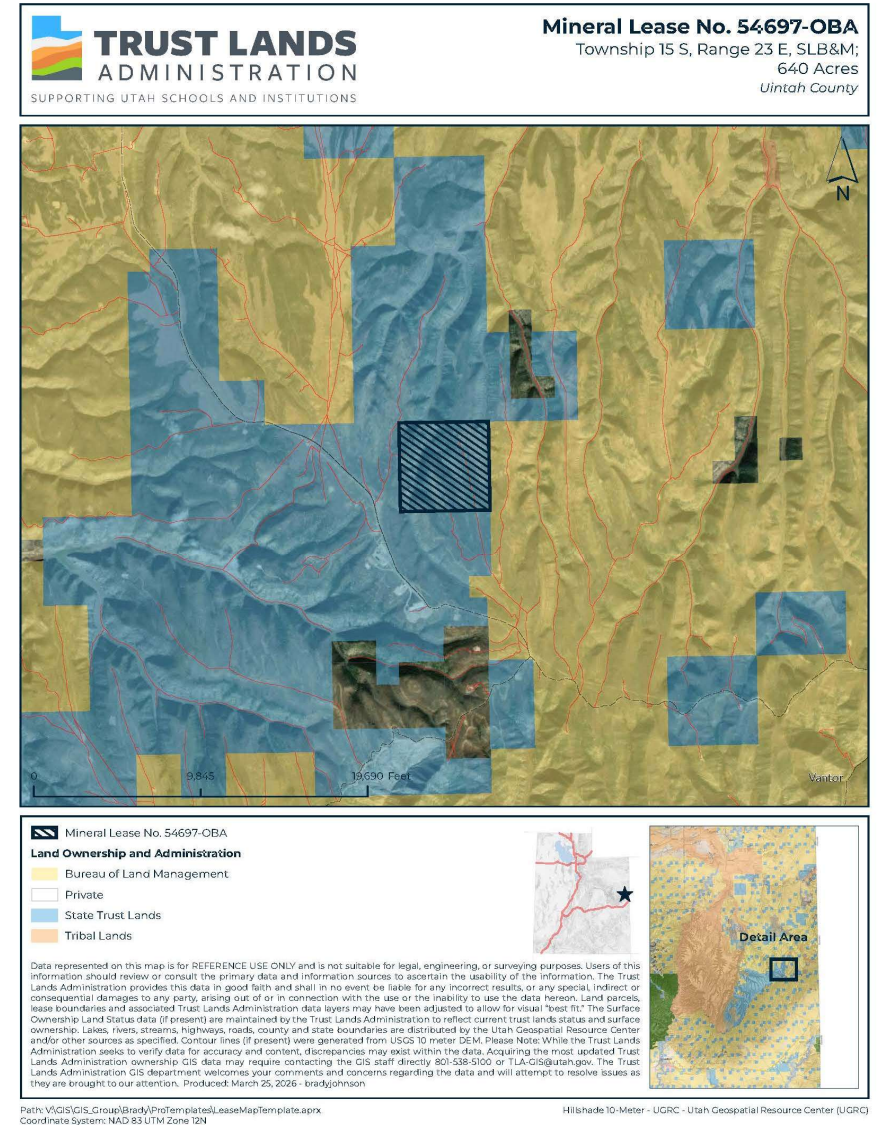 TRUST LANDS
ADMINISTRATION
SUPPORTING UTAH SCHOOLS AND INSTITUTIONS
Mineral Lease No. 54697-OBA
Township 15 S, Range 23 E, SLB&M;
640 Acres
Uintah County
N
0 9,845 19,690 Feet
Vantor
Mineral Lease No. 54697-OBA
Land Ownership and Administration
Bureau of Land Management
Private
State Trust Lands
Tribal Lands
Detail Area
Data represented on this map is for REFERENCE USE ONLY and is not suitable for legal, engineering, or surveying purposes. Users of this
information should review or consult the primary data and information sources to ascertain the usability of the information. The Trust
Lands Administration provides this data in good faith and shall in no event be liable for any incorrect results, or any special, indirect or
consequential damages to any party, arising out of or in connection with the use or the inability to use the data hereon. Land parcels,
lease boundaries and associated Trust Lands Administration data layers may have been adjusted to allow for visual "best fit." The Surface
Ownership Land Status data (if present) are maintained by the Trust Lands Administration to reflect current trust lands status and surface
ownership. Lakes, rivers, streams, highways, roads, county and state boundaries are distributed by the Utah Geospatial Resource Center
and/or other sources as specified. Contour lines (if present) were generated from USGS 10 meter DEM. Please Note: While the Trust Lands
Administration seeks to verify data for accuracy and content, discrepancies may exist within the data. Acquiring the most updated Trust
Lands Administration ownership GIS data may require contacting the GIS staff directly 801-538-5100 or TLA-GIS@utah.gov. The Trust
Lands Administration GIS department welcomes your comments and concerns regarding the data and will attempt to resolve issues as
they are brought to our attention. Produced: March 25, 2026 - bradyjohnson
Path: V:\GIS\GIS_Group\Brady\ProTemplates\LeaseMapTemplate.aprx
Coordinate System: NAD 83 UTM Zone 12N
Hillshade 10-Meter - UGRC - Utah Geospatial Resource Center (UGRC)